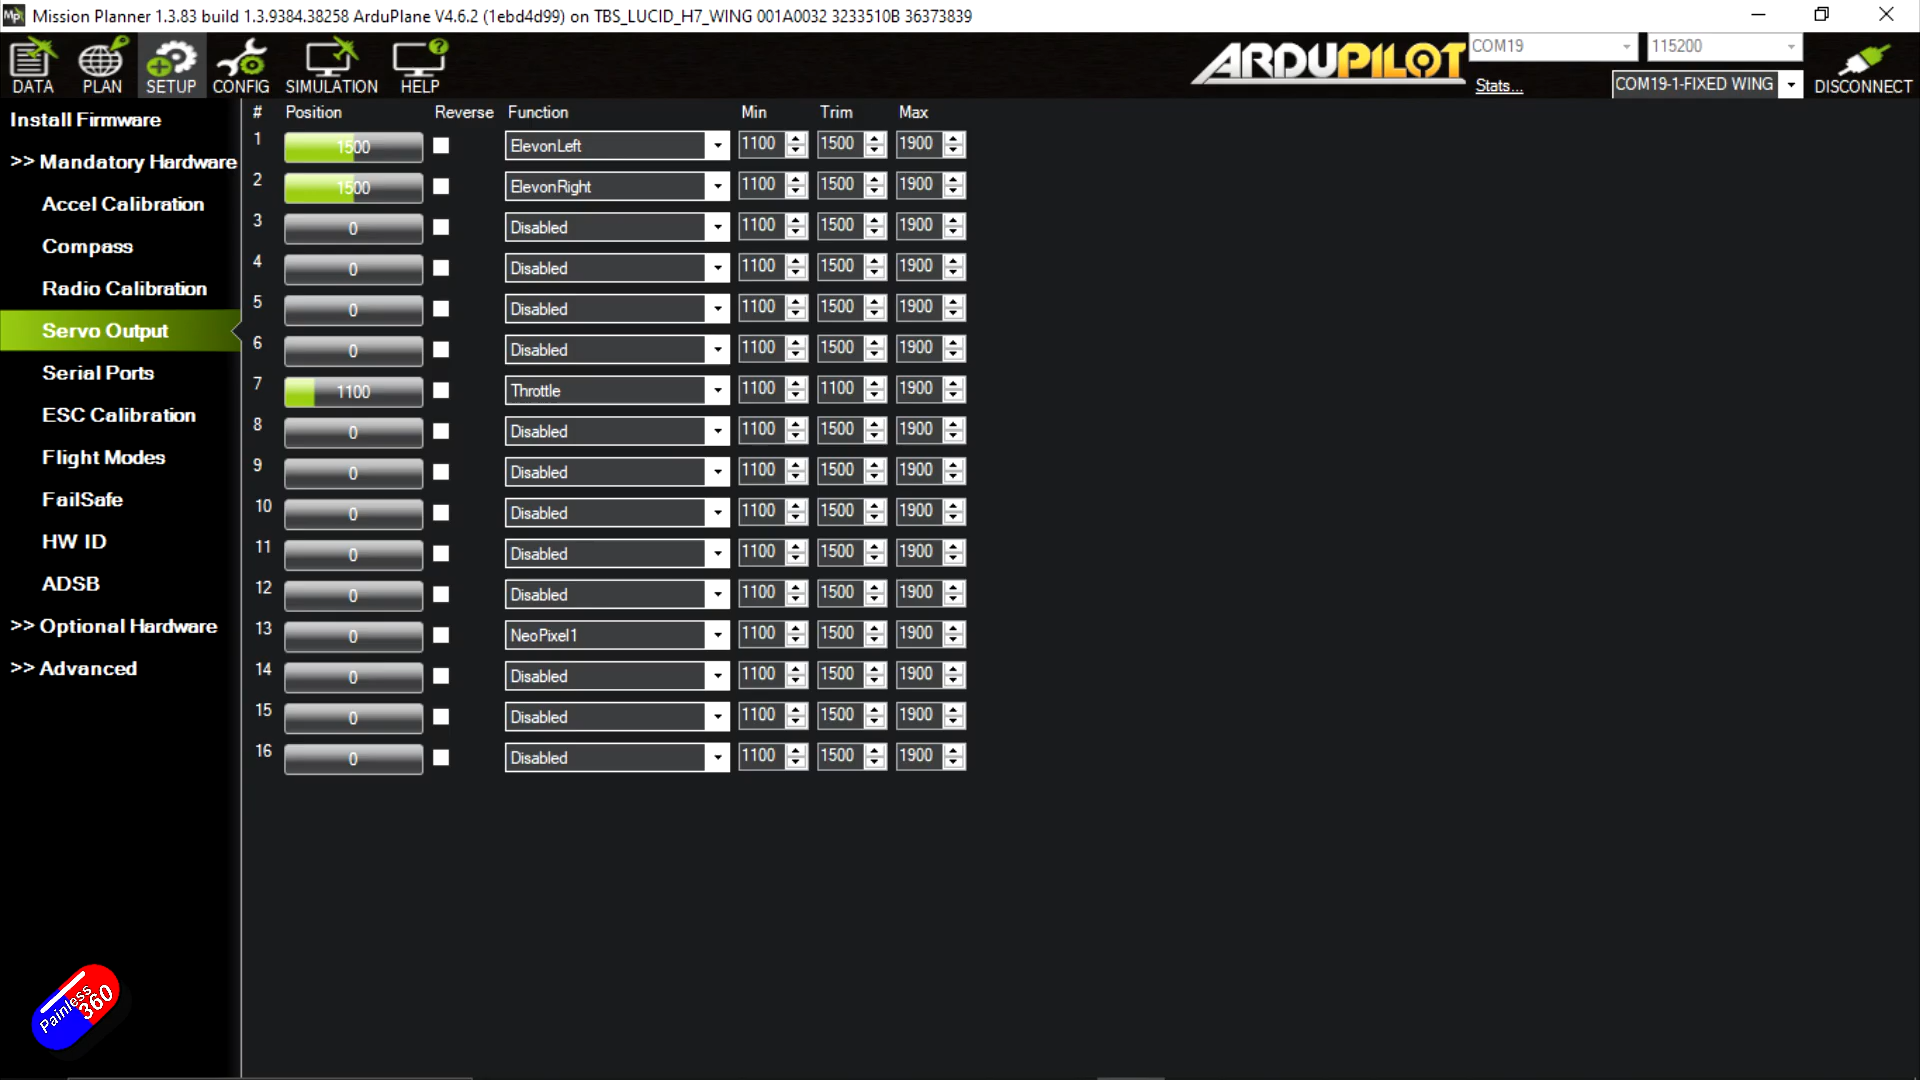 Mission Planner 1.3.83 build 1.3.9384.38258 ArduPlane V4.6.2 (1ebd4d99) on TBS_LUCID_H7_WING 001A0032 3233510B 36373839
DATA PLAN SETUP CONFIG SIMULATION HELP
ARDUPILOT
COM19 115200
Stats... COM19-1-FIXED WING DISCONNECT
Install Firmware
>> Mandatory Hardware
Accel Calibration
Compass
Radio Calibration
Servo Output
Serial Ports
ESC Calibration
Flight Modes
FailSafe
HW ID
ADSB
>> Optional Hardware
>> Advanced
# Position Reverse Function Min Trim Max
1 1500 ElevonLeft 1100 1500 1900
2 1500 ElevonRight 1100 1500 1900
3 0 Disabled 1100 1500 1900
4 0 Disabled 1100 1500 1900
5 0 Disabled 1100 1500 1900
6 0 Disabled 1100 1500 1900
7 1100 Throttle 1100 1100 1900
8 0 Disabled 1100 1500 1900
9 0 Disabled 1100 1500 1900
10 0 Disabled 1100 1500 1900
11 0 Disabled 1100 1500 1900
12 0 Disabled 1100 1500 1900
13 0 NeoPixel1 1100 1500 1900
14 0 Disabled 1100 1500 1900
15 0 Disabled 1100 1500 1900
16 0 Disabled 1100 1500 1900
Painless
360